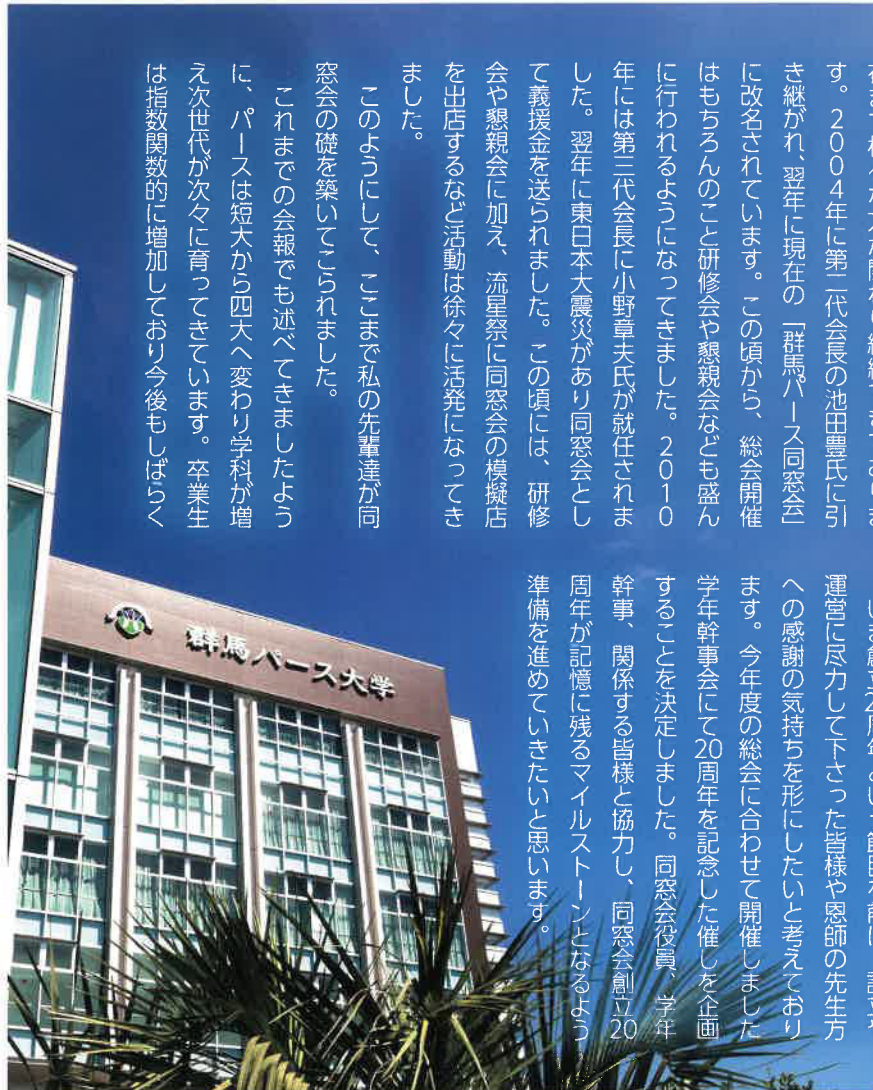 す。2004年に第二代会長の池田豊氏に引
き継がれ、翌年に現在の「群馬パース同窓会」
に改名されています。この頃から、総会開催
はもちろんのこと研修会や懇親会なども盛ん
に行われるようになってきました。2010
年には第三代会長に小野章夫氏が就任されま
した。翌年に東日本大震災があり同窓会とし
て義援金を送られました。この頃には、研修
会や懇親会に加え、流星祭に同窓会の模擬店
を出店するなど活動は徐々に活発になってき
ました。
このようにして、ここまで私の先輩達が同
窓会の礎を築いてこられました。
これまでの会報でも述べてきましたよう
に、パースは短大から四大へ変わり学科が増
え次世代が次々に育ってきています。卒業生
は指数関数的に増加しており今後もしばらく
運営に尽力して下さった皆様や恩師の先生方
への感謝の気持ちを形にしたいと考えており
ます。今年度の総会に合わせて開催しました
学年幹事会にて20周年を記念した催しを企画
することを決定しました。同窓会役員、学年
幹事、関係する皆様と協力し、同窓会創立20
周年が記憶に残るマイルストーンとなるよう
準備を進めていきたいと思います。
群馬パース大学